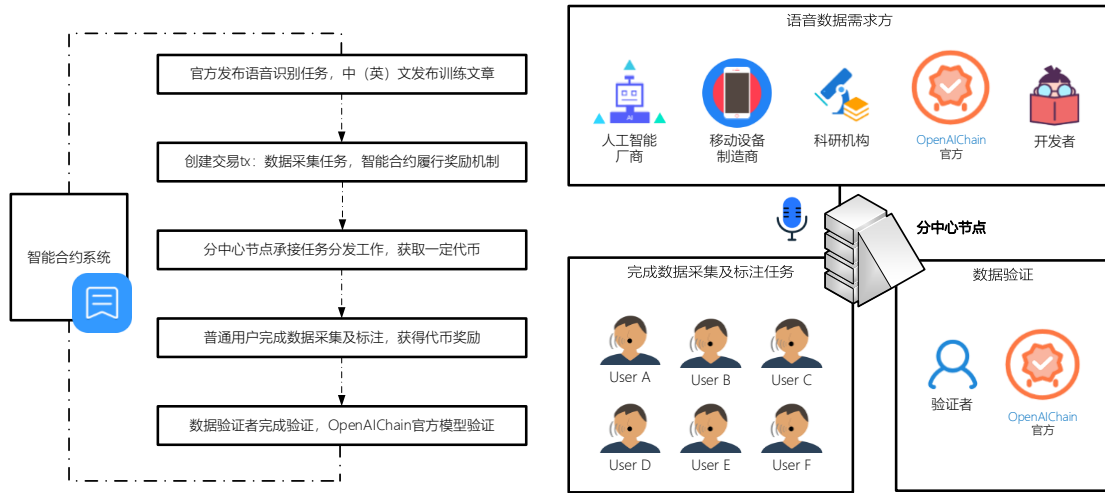 官方发布语音识别任务，中（英）文发布训练文章
创建交易tx：数据采集任务，智能合约履行奖励机制
智能合约系统
分中心节点承接任务分发工作，获取一定代币
普通用户完成数据采集及标注，获得代币奖励
数据验证者完成验证，OpenAIChain官方模型验证
语音数据需求方
AI
人工智能
厂商
移动设备
制造商
科研机构
OpenAIChain
官方
开发者
分中心节点
完成数据采集及标注任务
User A
User B
User C
User D
User E
User F
数据验证
验证者
OpenAIChain
官方